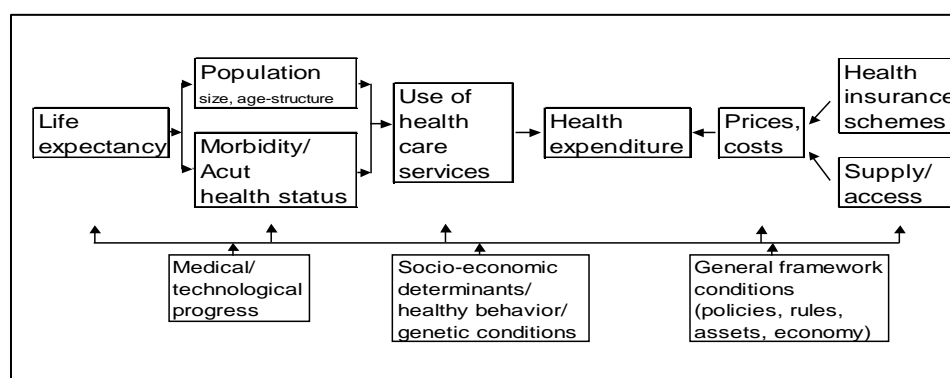 Life
expectancy
Population
size, age-structure
Morbidity/
Acut
health status
Use of
health
care
services
Health
expenditure
Prices,
costs
Health
insurance
schemes
Supply/
access
Medical/
technological
progress
Socio-economic
determinants/
healthy behavior/
genetic conditions
General framework
conditions
(policies, rules,
assets, economy)